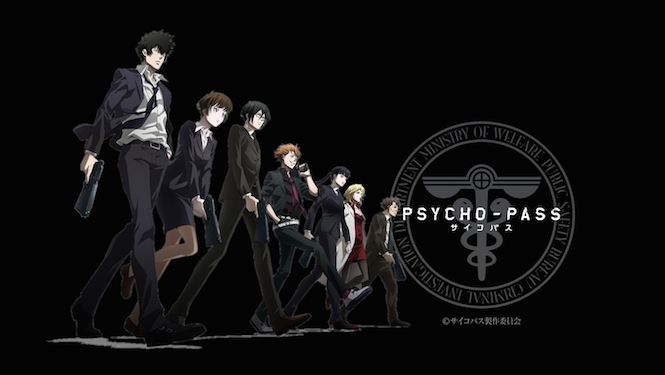 MINISTRY OF WELFARE PUBLIC SAFETY BUREAU CRIMINAL INVESTIGATION DEPARTMENT
PSYCHO-PASS
サイコパス
©サイコパス製作委員会